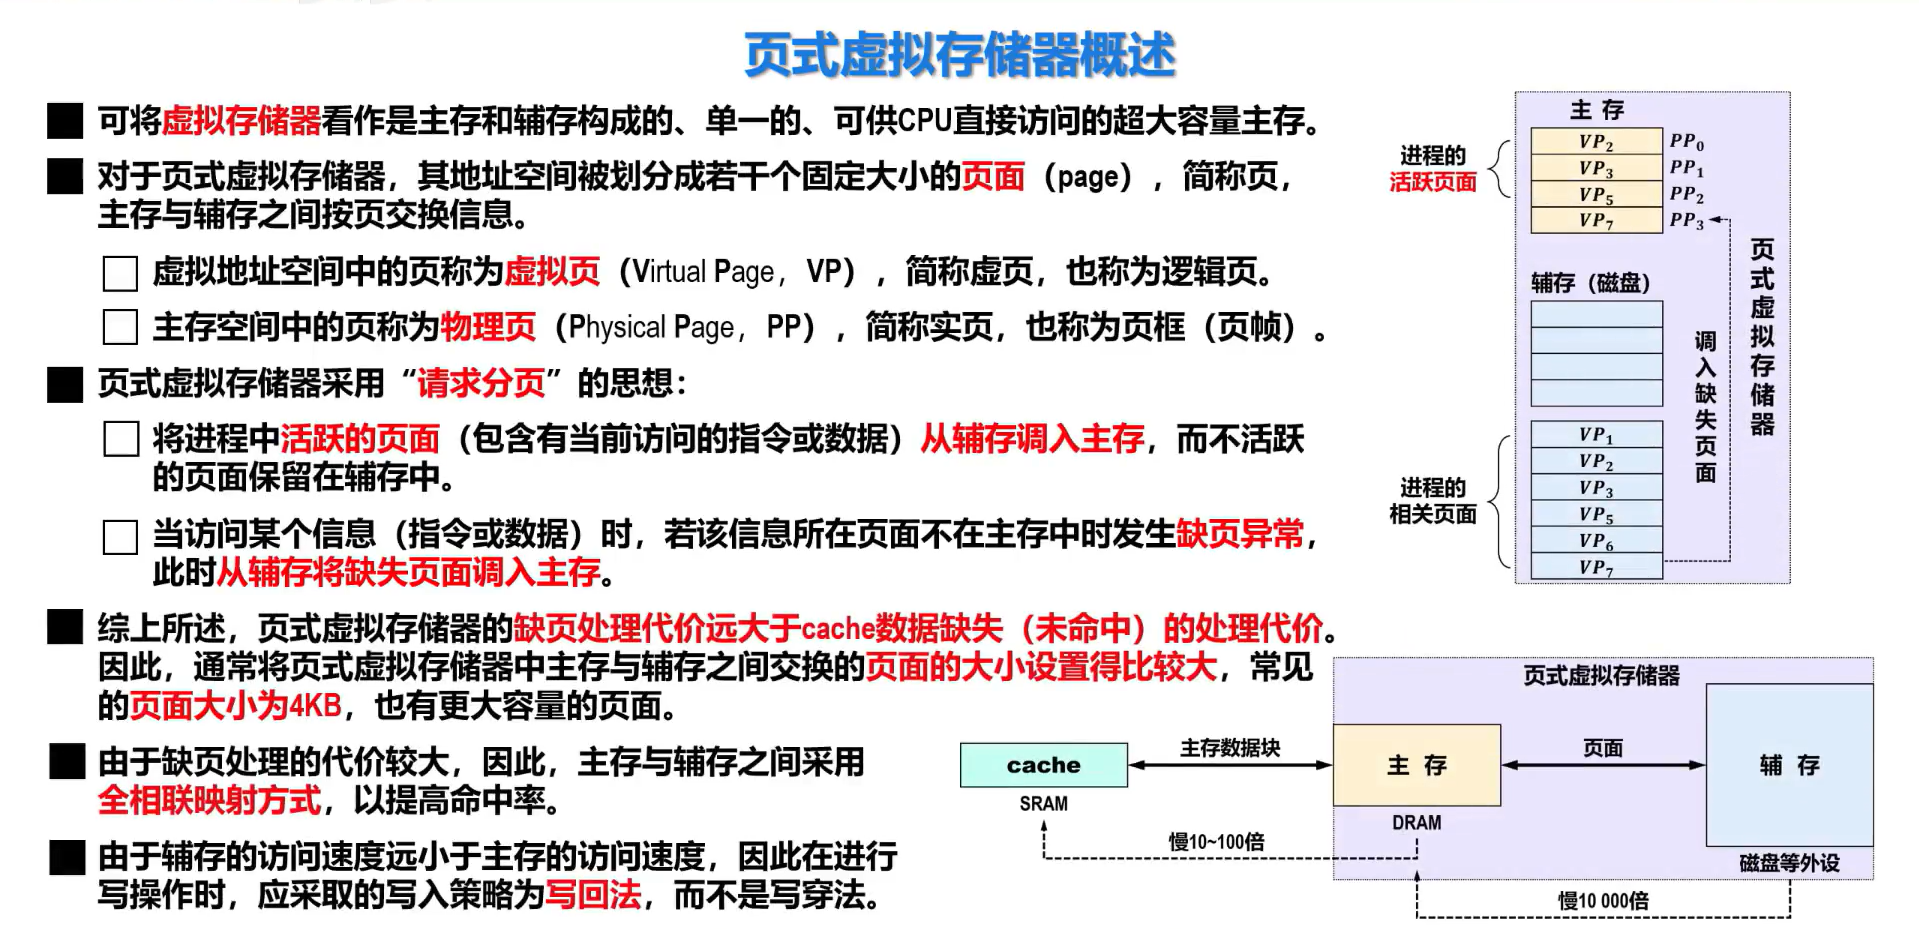 页式虚拟存储器概述
可将虚拟存储器看作是主存和辅存构成的、单一的、可供CPU直接访问的超大容量主存。
对于页式虚拟存储器，其地址空间被划分成若干个固定大小的页面（page），简称页，
主存与辅存之间按页交换信息。
虚拟地址空间中的页称为虚拟页（Virtual Page，VP），简称虚页，也称为逻辑页。
主存空间中的页称为物理页（Physical Page，PP），简称实页，也称为页框（页帧）。
页式虚拟存储器采用“请求分页”的思想：
将进程中活跃的页面（包含有当前访问的指令或数据）从辅存调入主存，而不活跃
的页面保留在辅存中。
当访问某个信息（指令或数据）时，若该信息所在页面不在主存中时发生缺页异常，
此时从辅存将缺失页面调入主存。
综上所述，页式虚拟存储器的缺页处理代价远大于cache数据缺失（未命中）的处理代价。
因此，通常将页式虚拟存储器中主存与辅存之间交换的页面的大小设置得比较大，常见
的页面大小为4KB，也有更大容量的页面。
由于缺页处理的代价较大，因此，主存与辅存之间采用
全相联映射方式，以提高命中率。
由于辅存的访问速度远小于主存的访问速度，因此在进行
写操作时，应采取的写入策略为写回法，而不是写穿法。
主存
进程的
活跃页面
VP₂ PP₀
VP₃ PP₁
VP₅ PP₂
VP₇ PP₃
辅存（磁盘）
进程的
相关页面
VP₁
VP₂
VP₃
VP₅
VP₆
VP₇
调入缺失页面
页式虚拟存储器
页式虚拟存储器
cache
主存数据块
主存
页面
辅存
SRAM
DRAM
磁盘等外设
慢10~100倍
慢10 000倍